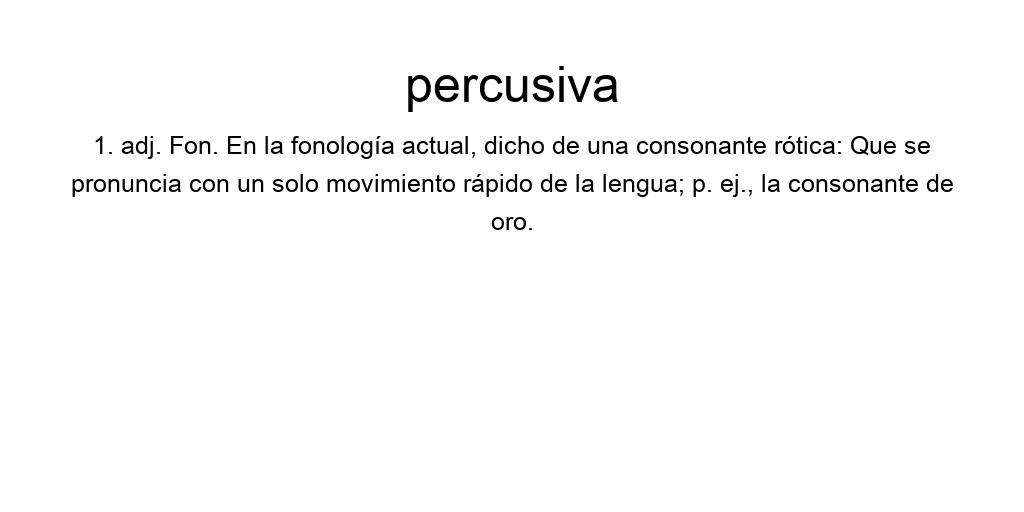 percusiva
1. adj. Fon. En la fonología actual, dicho de una consonante rótica: Que se
pronuncia con un solo movimiento rápido de la lengua; p. ej., la consonante de
oro.